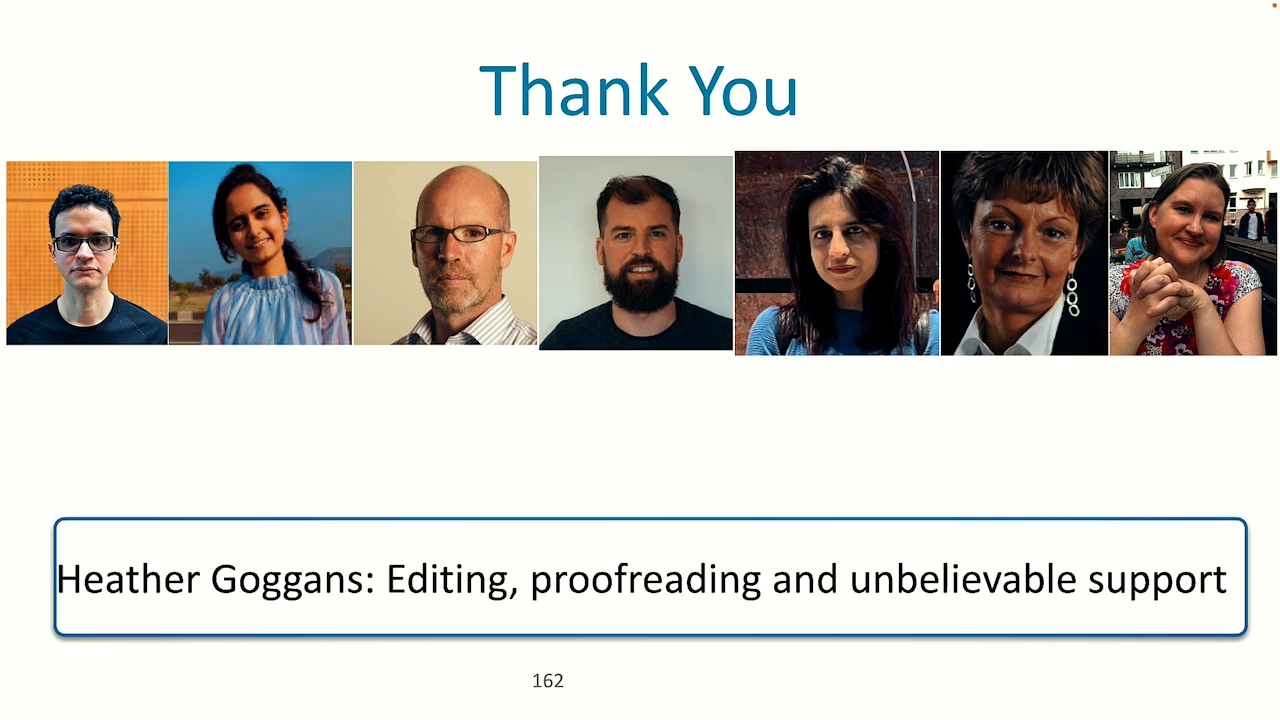 Thank You
Heather Goggans: Editing, proofreading and unbelievable support
162